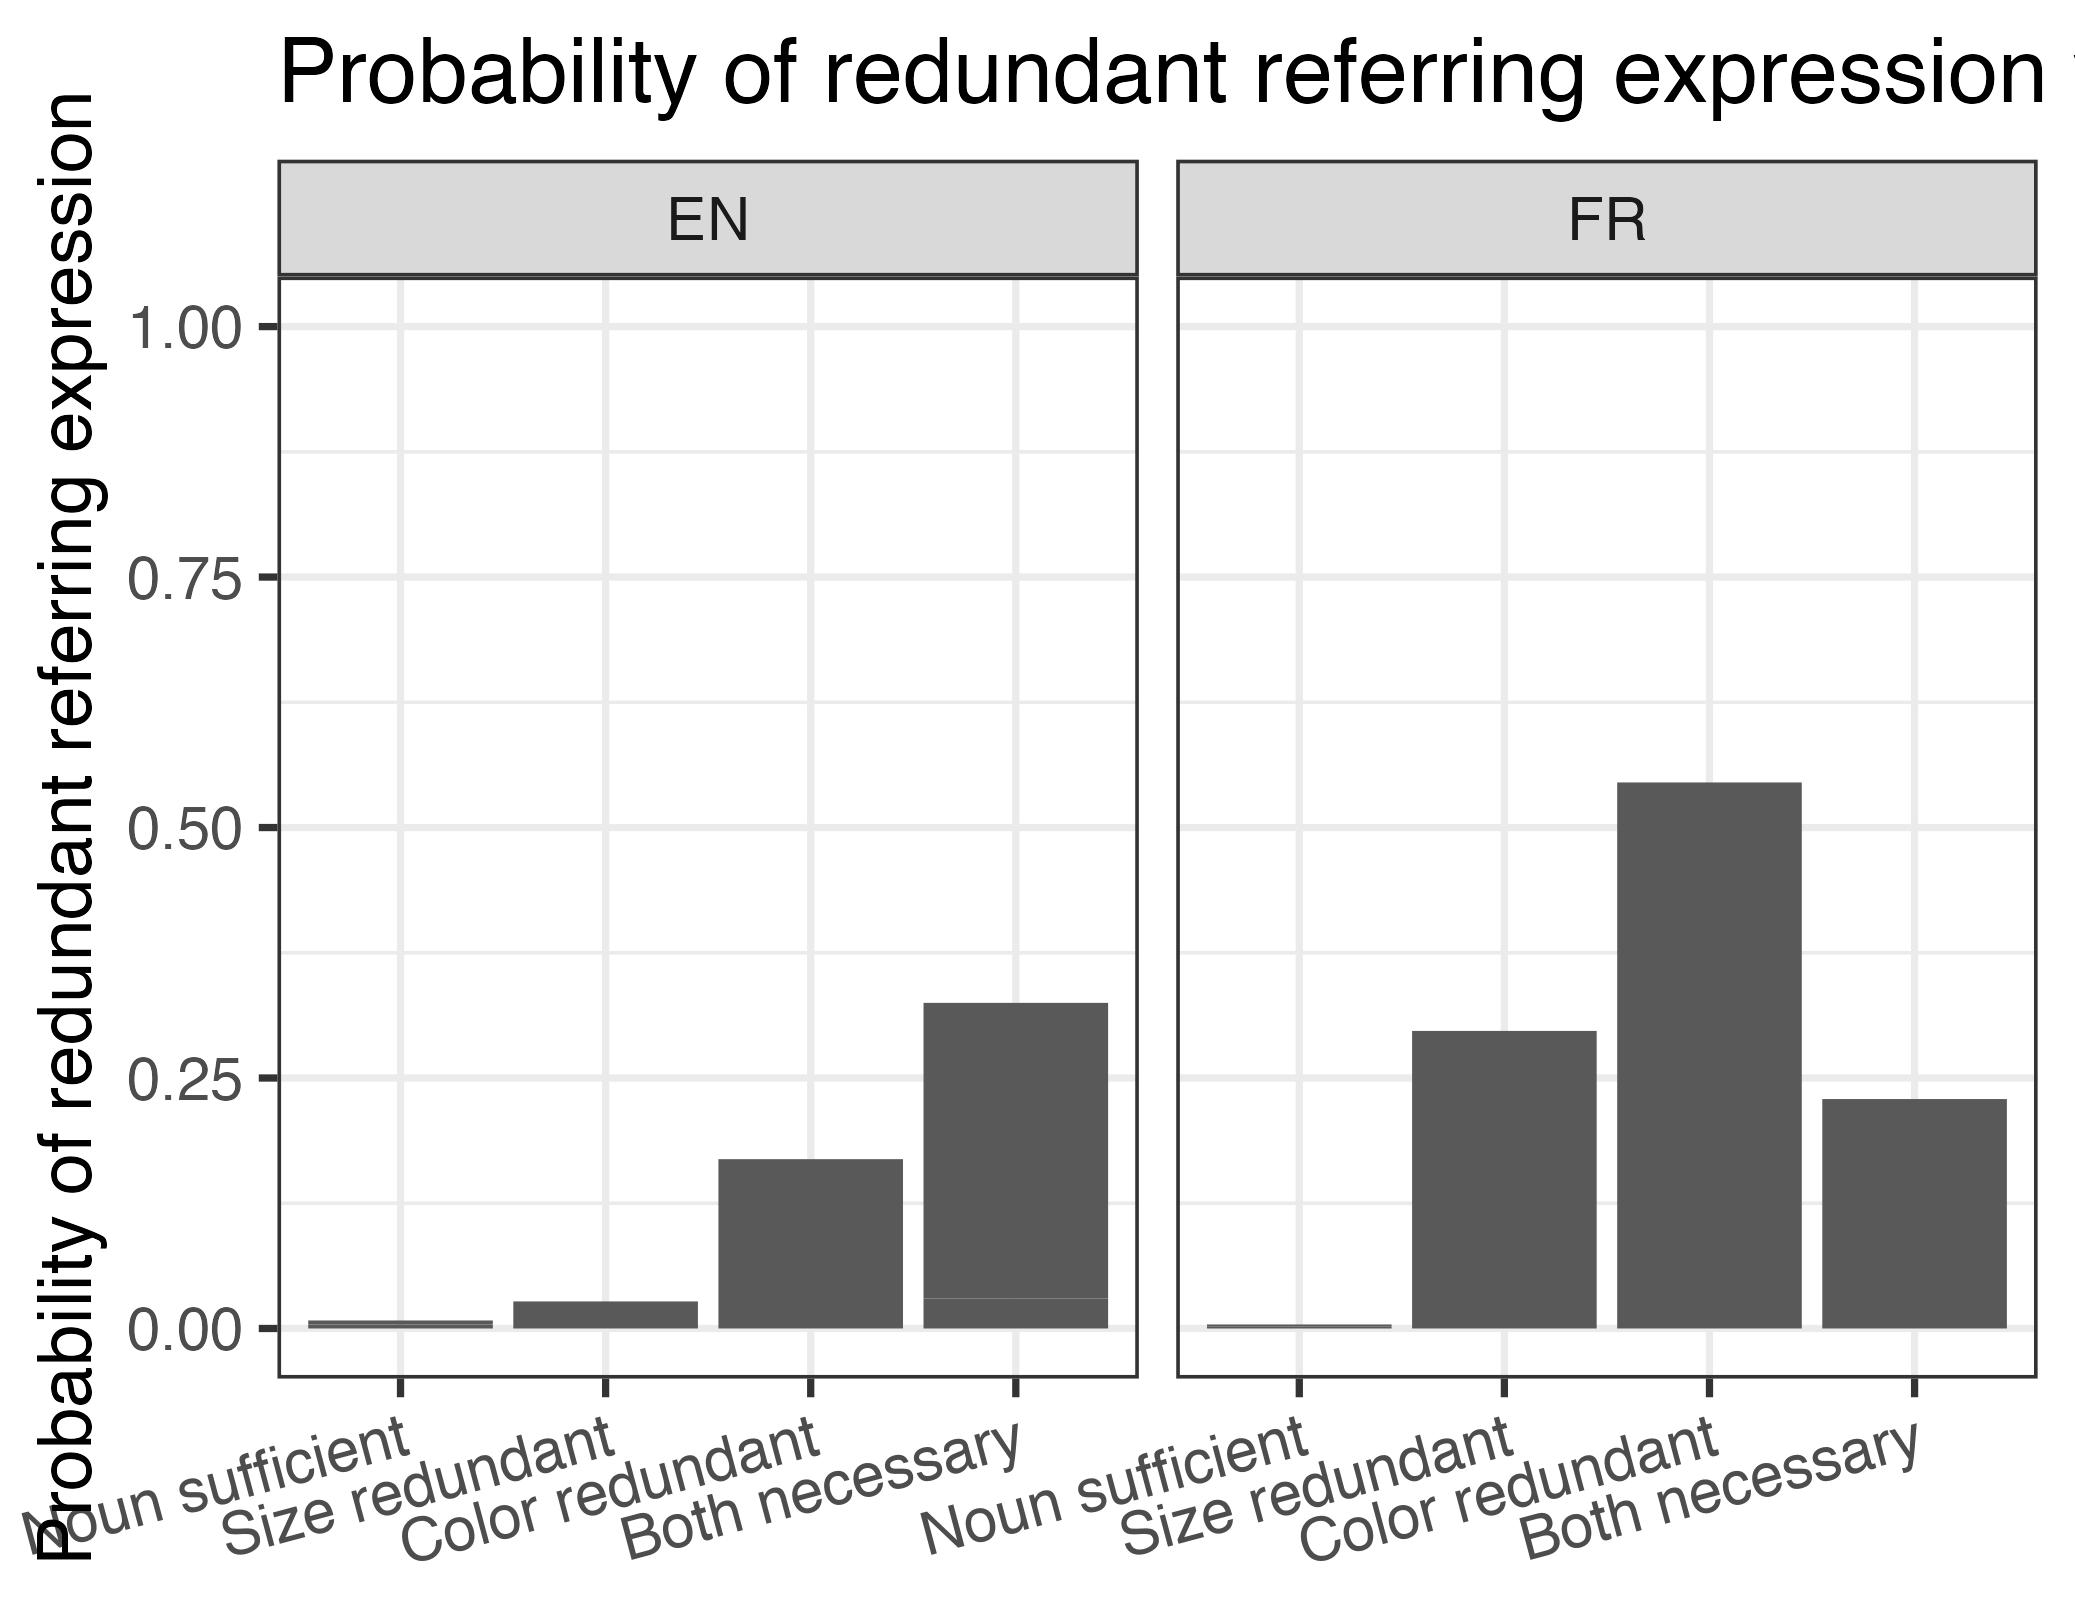 Probability of redundant referring expression
EN
FR
Probability of redundant referring expression
1.00
0.75
0.50
0.25
0.00
Noun sufficient
Size redundant
Color redundant
Both necessary
Noun sufficient
Size redundant
Color redundant
Both necessary